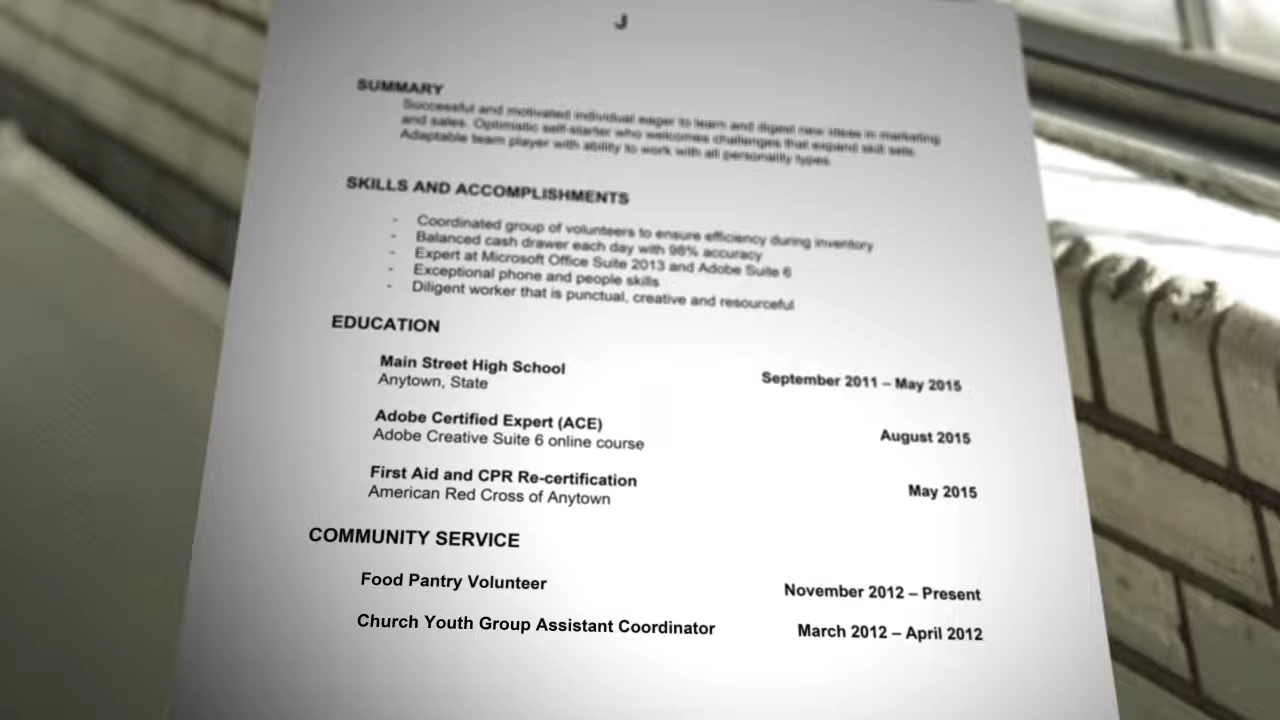 J
SUMMARY
Successful and motivated individual eager to learn and digest new ideas in marketing
and sales. Optimistic self-starter who welcomes challenges that expand skill sets.
Adaptable team player with ability to work with all personality types.
SKILLS AND ACCOMPLISHMENTS
- Coordinated group of volunteers to ensure efficiency during inventory
- Balanced cash drawer each day with 98% accuracy
- Expert at Microsoft Office Suite 2013 and Adobe Suite 6
- Exceptional phone and people skills
- Diligent worker that is punctual, creative and resourceful
EDUCATION
Main Street High School September 2011 – May 2015
Anytown, State
Adobe Certified Expert (ACE) August 2015
Adobe Creative Suite 6 online course
First Aid and CPR Re-certification May 2015
American Red Cross of Anytown
COMMUNITY SERVICE
Food Pantry Volunteer November 2012 – Present
Church Youth Group Assistant Coordinator March 2012 – April 2012